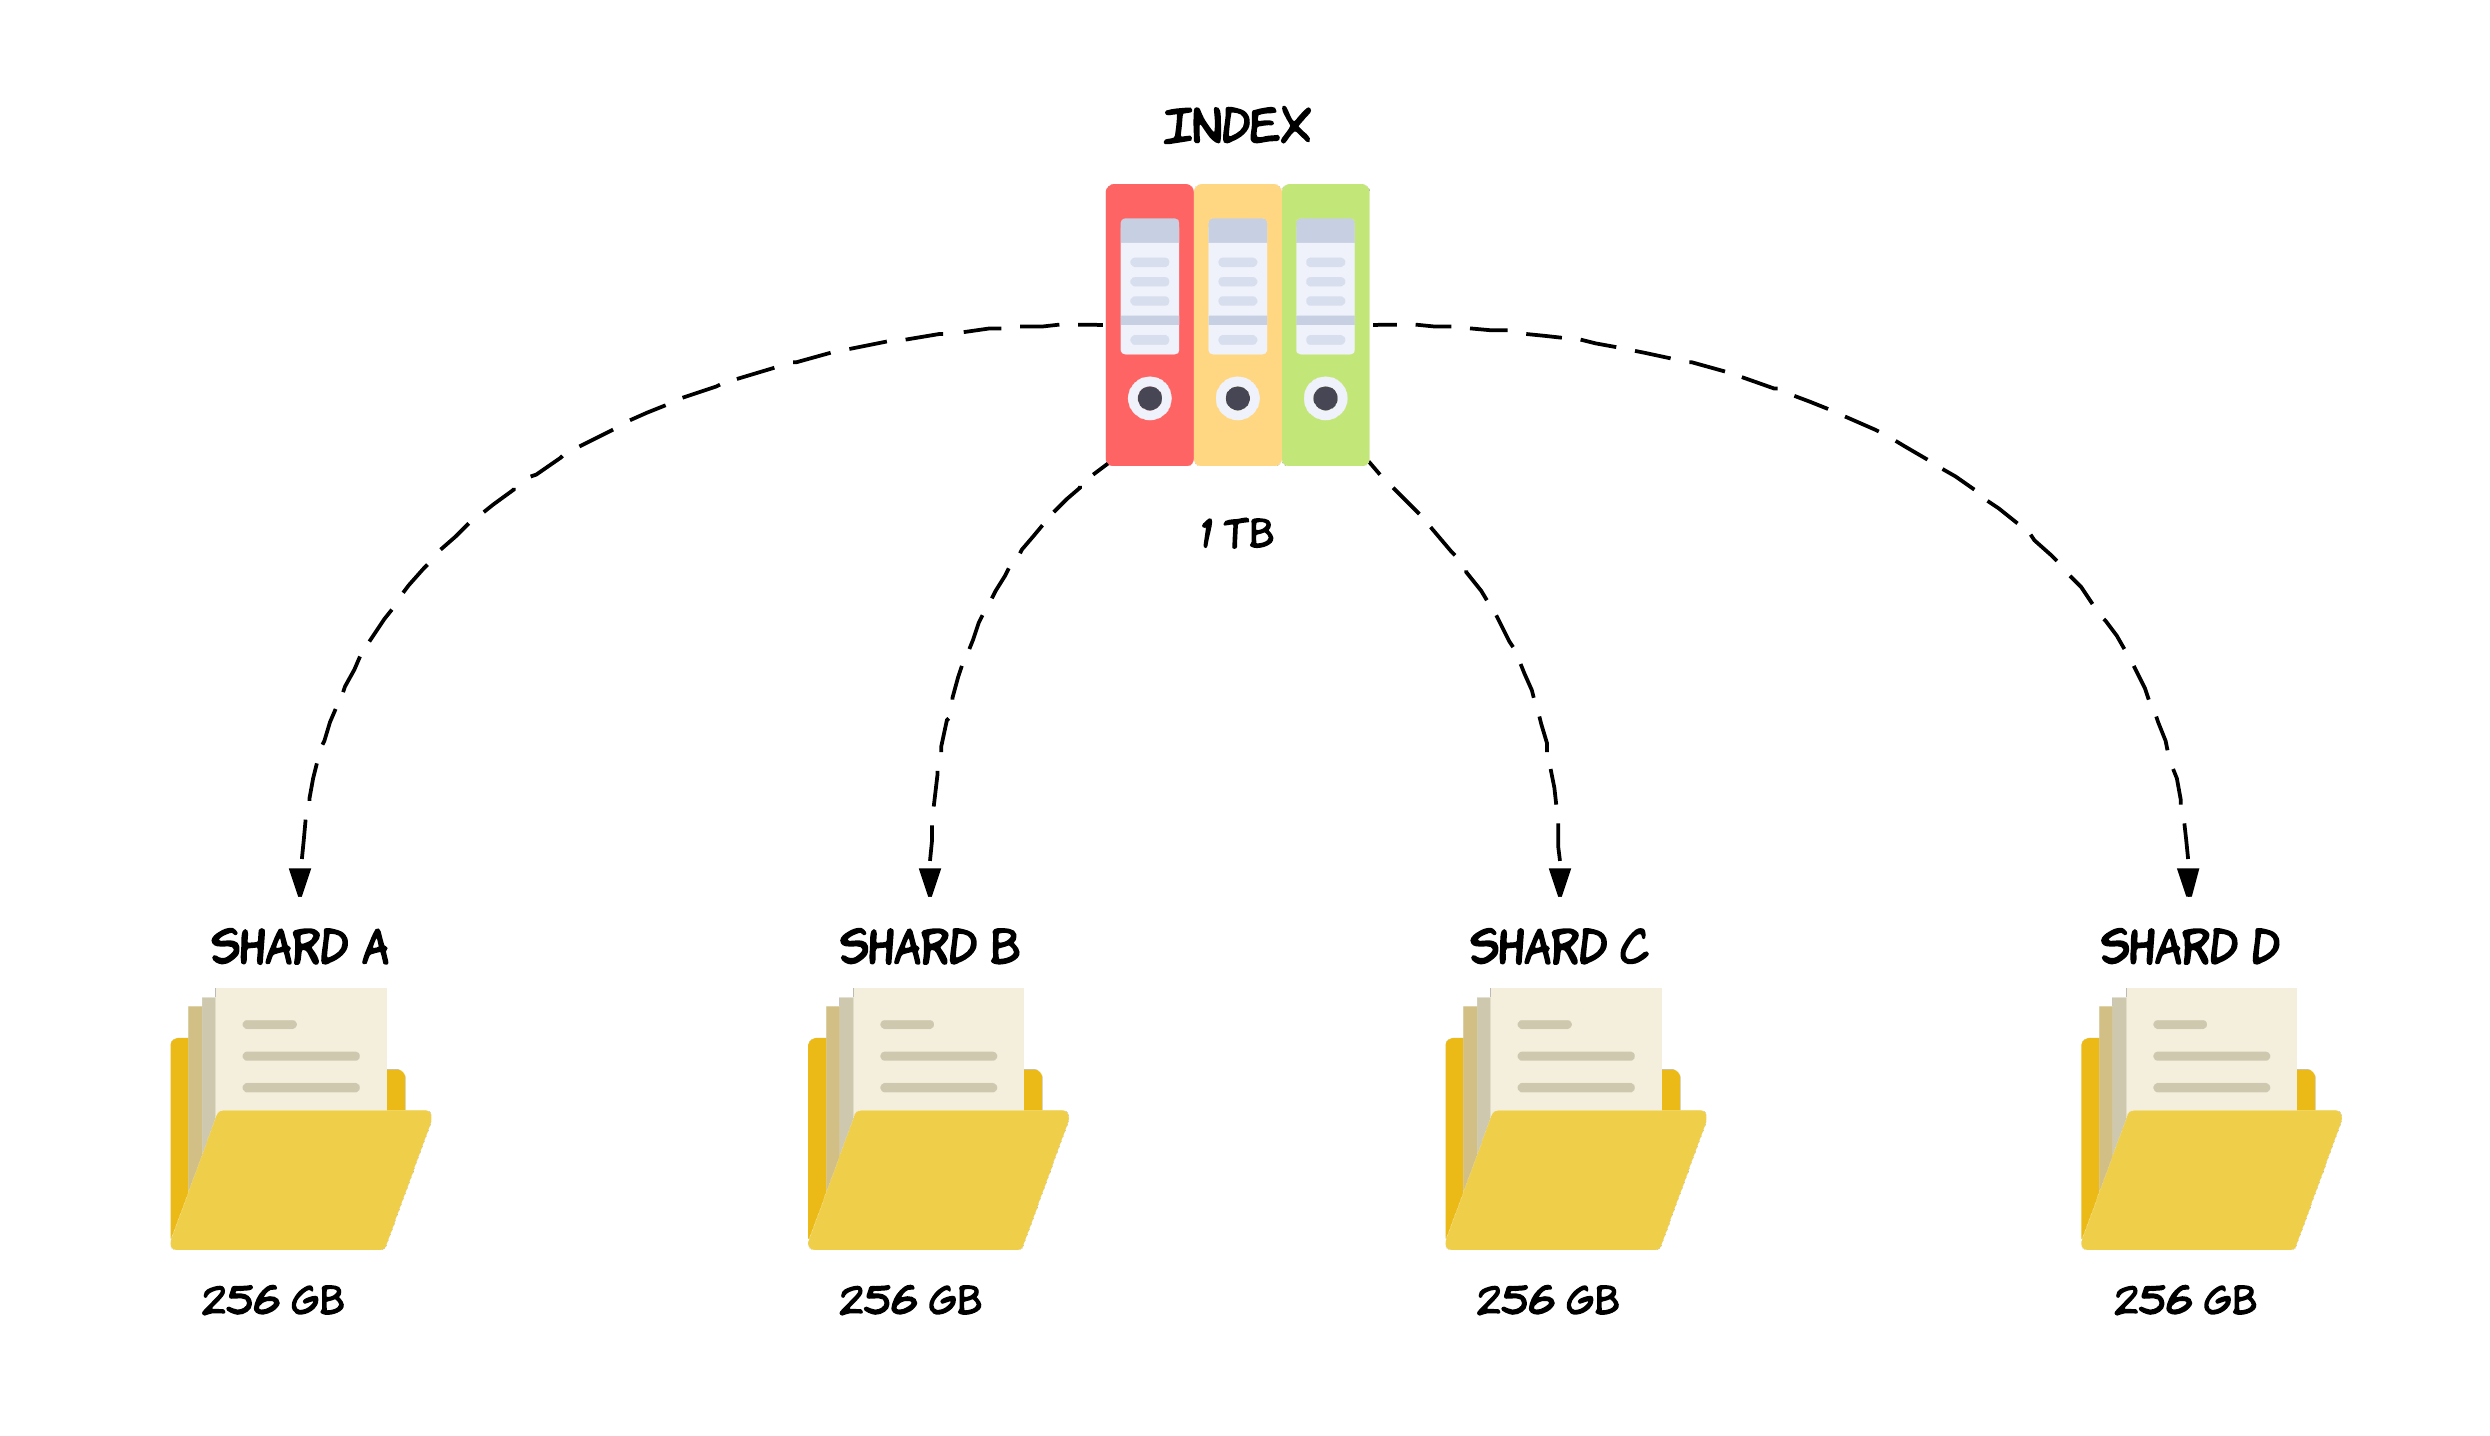 INDEX
1 TB
SHARD A
SHARD B
SHARD C
SHARD D
256 GB
256 GB
256 GB
256 GB